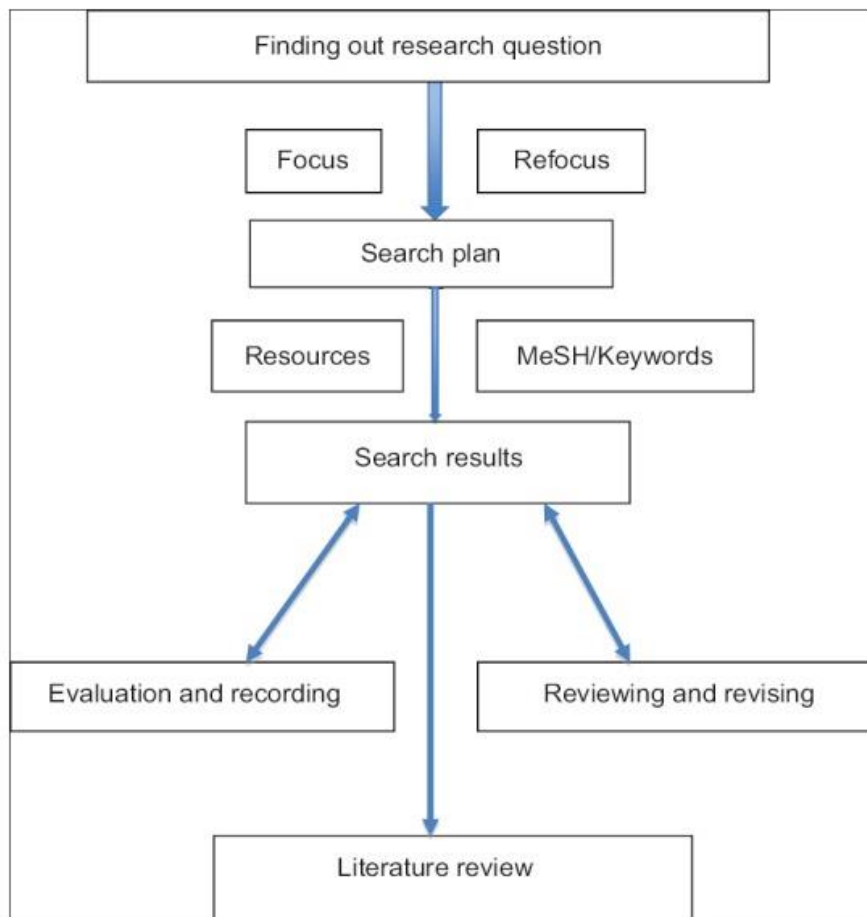 Finding out research question
Focus
Refocus
Search plan
Resources
MeSH/Keywords
Search results
Evaluation and recording
Reviewing and revising
Literature review